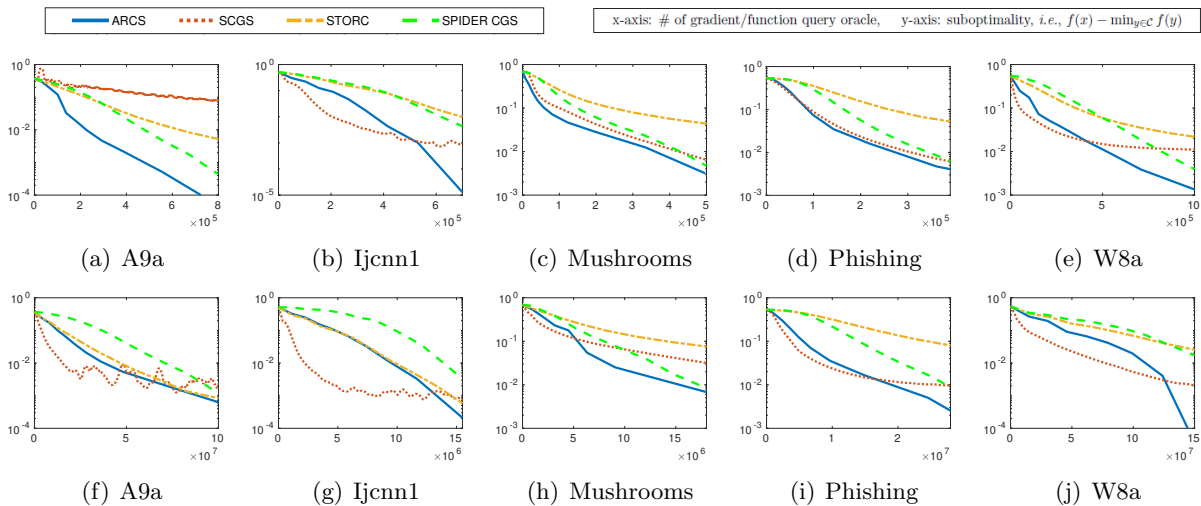 ARCS SCGS STORC SPIDER CGS
x-axis: # of gradient/function query oracle, y-axis: suboptimality, i.e., f(x) − min_{y∈C} f(y)
10^0 10^0 10^0 10^0 10^0
10^-1 10^-1 10^-1
10^-2 10^-2 10^-2 10^-2
10^-4 10^-5 10^-3 10^-3 10^-3
0 2 4 6 8 0 2 4 6 0 1 2 3 4 5 0 1 2 3 0 5 10
×10^5 ×10^5 ×10^5 ×10^5 ×10^5
(a) A9a (b) Ijcnn1 (c) Mushrooms (d) Phishing (e) W8a
10^0 10^0 10^0 10^0 10^0
10^-1 10^-1
10^-2 10^-2 10^-2 10^-2 10^-2
10^-4 10^-4 10^-3 10^-3 10^-4
0 5 10 0 5 10 15 0 5 10 15 0 1 2 0 5 10 15
×10^7 ×10^6 ×10^6 ×10^7 ×10^7
(f) A9a (g) Ijcnn1 (h) Mushrooms (i) Phishing (j) W8a